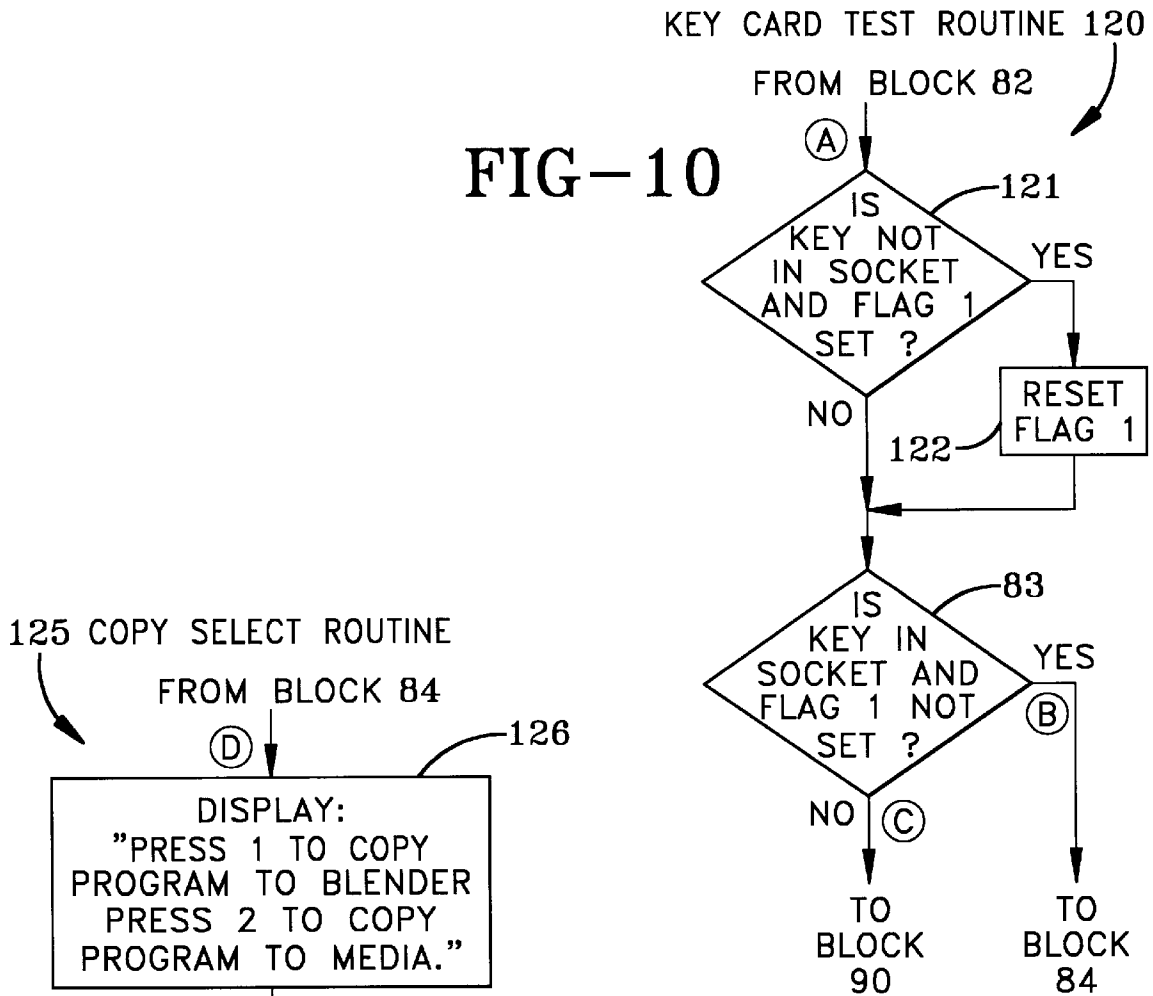 KEY CARD TEST ROUTINE 120
FROM BLOCK 82
A
FIG-10
121
IS
KEY NOT
IN SOCKET
AND FLAG 1
SET ?
YES
NO
RESET
FLAG 1
122
83
IS
KEY IN
SOCKET AND
FLAG 1 NOT
SET ?
YES
B
NO
C
TO
BLOCK
90
TO
BLOCK
84
125 COPY SELECT ROUTINE
FROM BLOCK 84
D
126
DISPLAY:
"PRESS 1 TO COPY
PROGRAM TO BLENDER
PRESS 2 TO COPY
PROGRAM TO MEDIA."